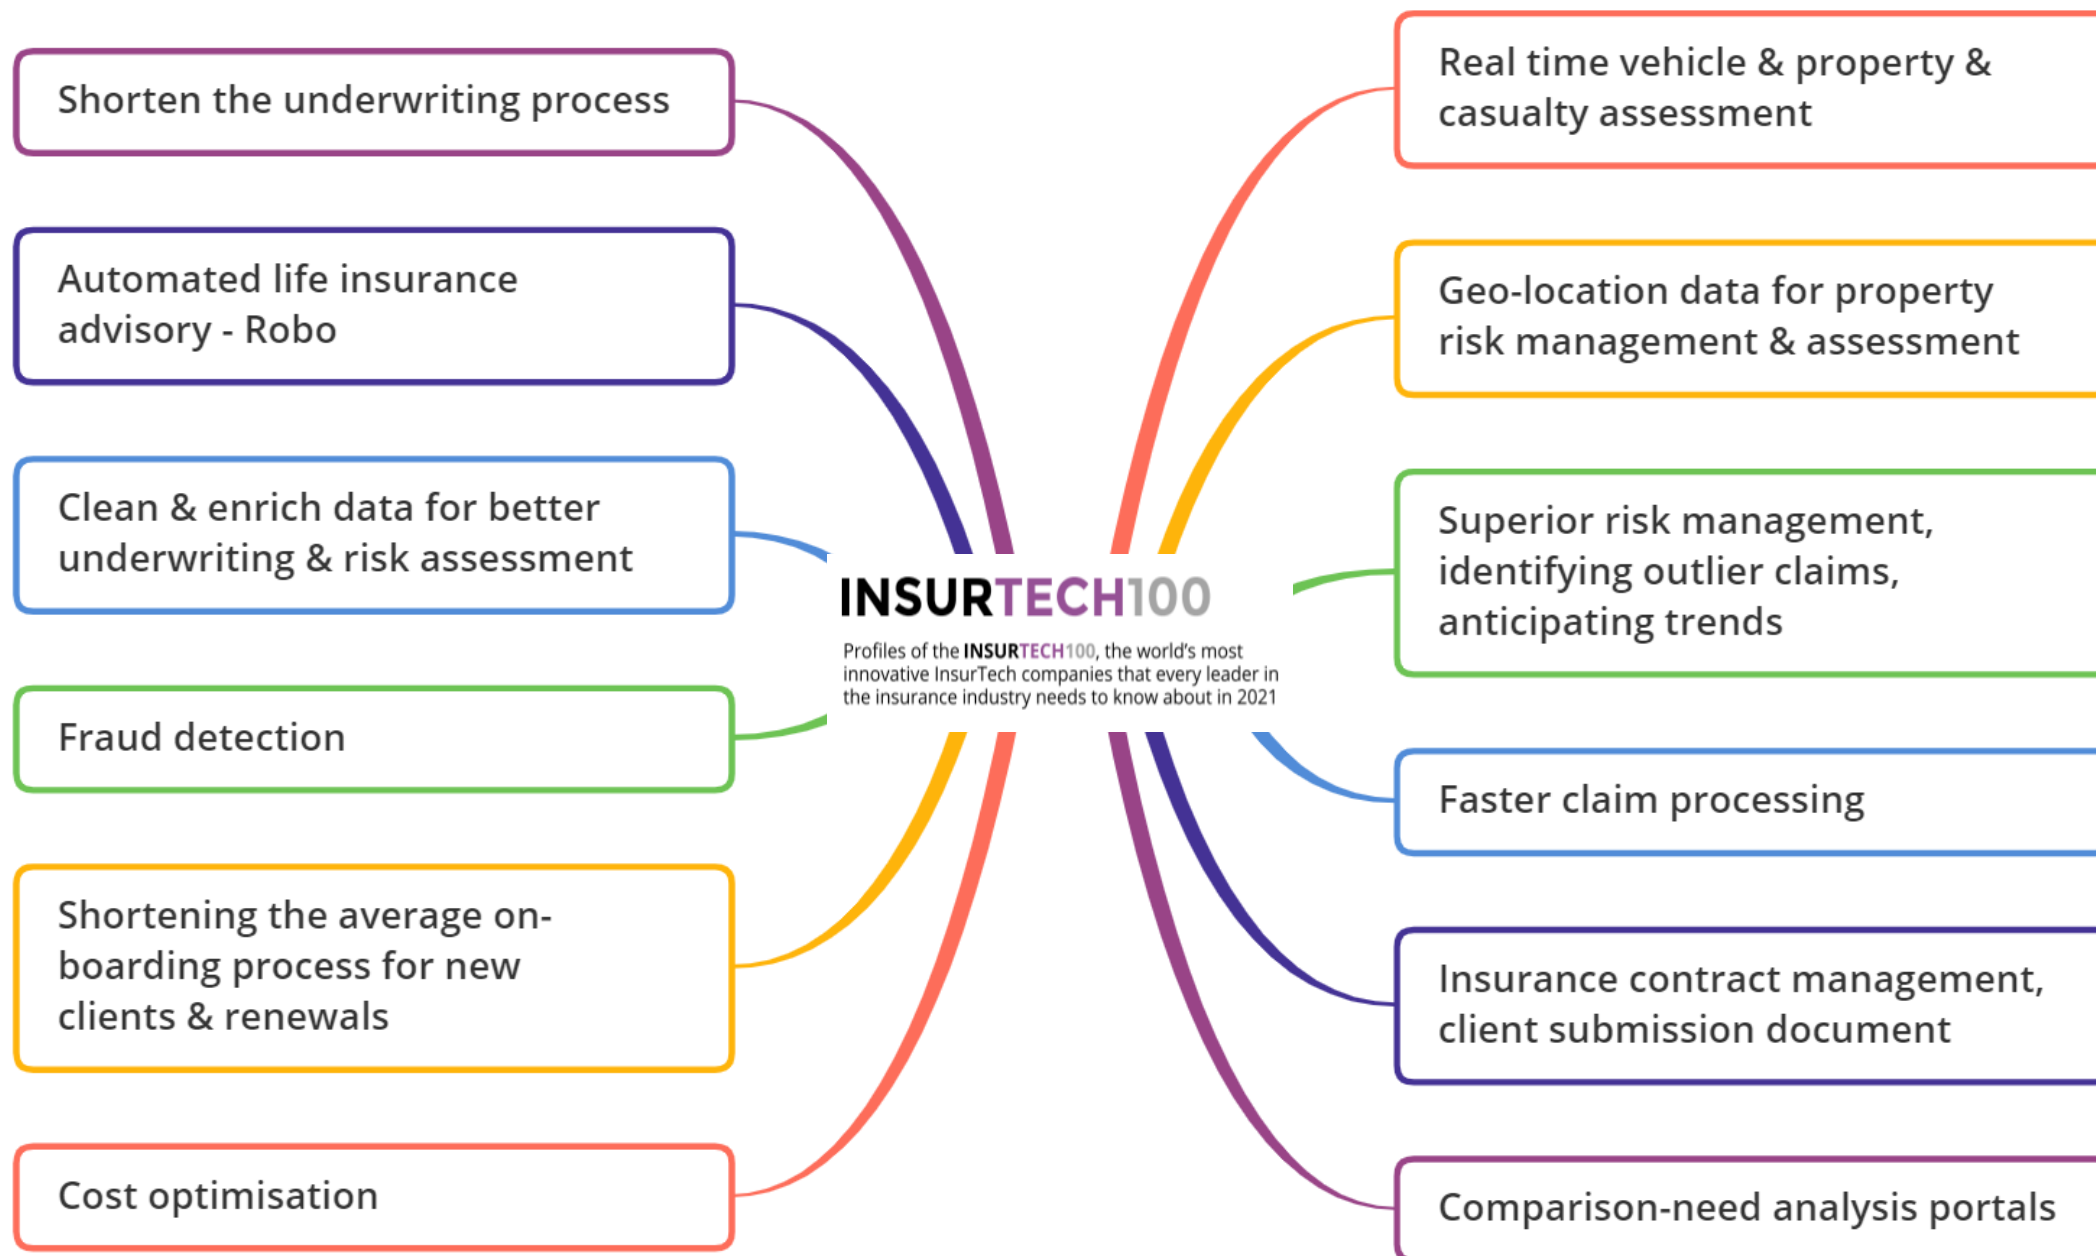 Shorten the underwriting process
Automated life insurance
advisory - Robo
Clean & enrich data for better
underwriting & risk assessment
Fraud detection
Shortening the average on-
boarding process for new
clients & renewals
Cost optimisation
INSURTECH100
Profiles of the INSURTECH100, the world's most
innovative InsurTech companies that every leader in
the insurance industry needs to know about in 2021
Real time vehicle & property &
casualty assessment
Geo-location data for property
risk management & assessment
Superior risk management,
identifying outlier claims,
anticipating trends
Faster claim processing
Insurance contract management,
client submission document
Comparison-need analysis portals